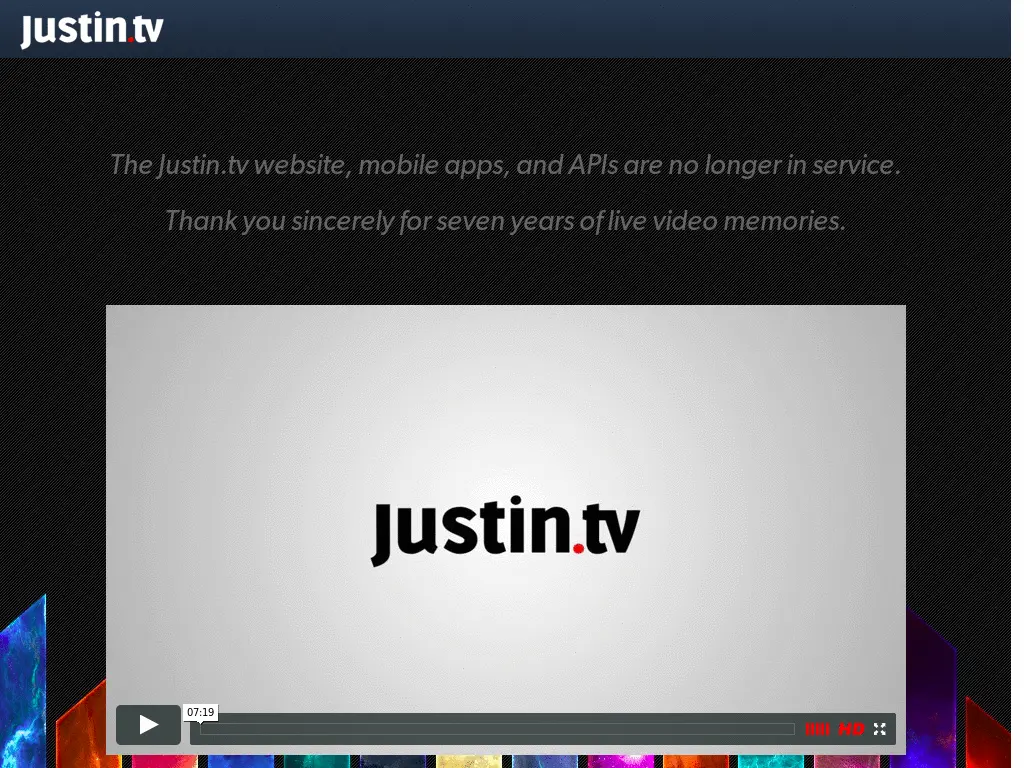 Justin.tv
The Justin.tv website, mobile apps, and APIs are no longer in service.
Thank you sincerely for seven years of live video memories.
Justin.tv
07:19
HD